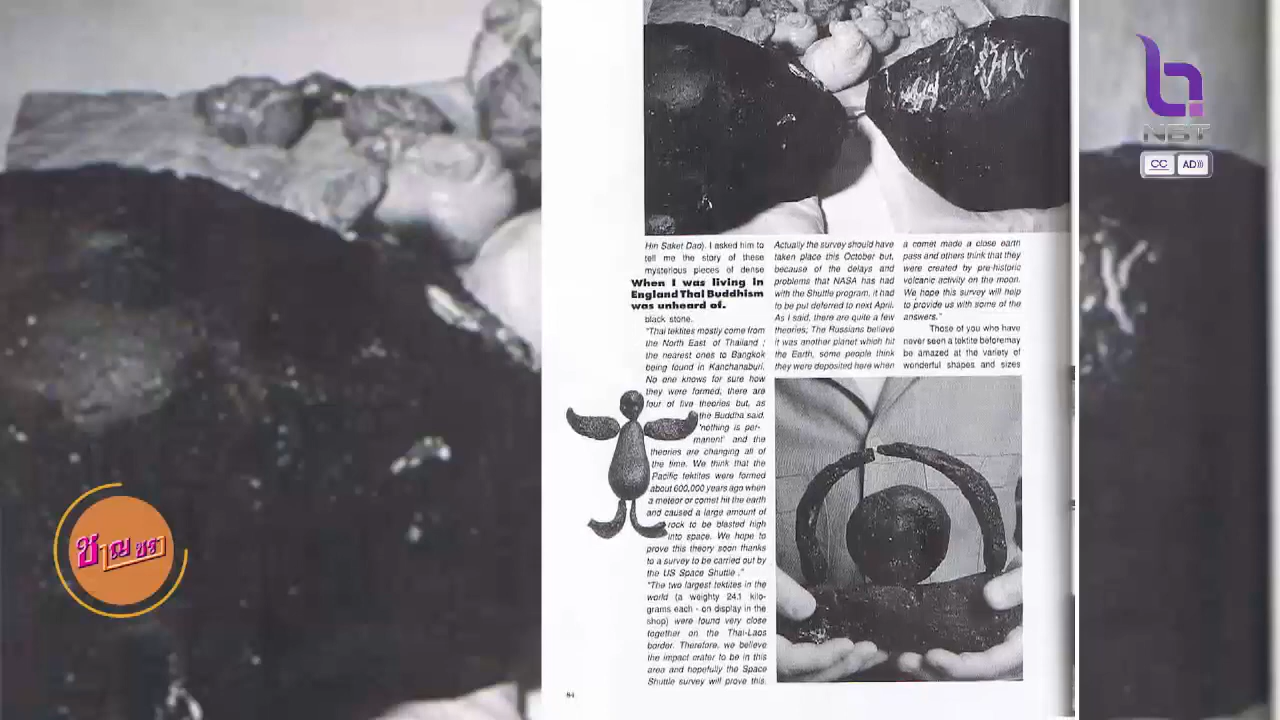 Hin Saket Dao). I asked him to
tell me the story of these
mysterious pieces of dense
When I was living in
England Thai Buddhism
was unheard of.
black stone.
"Thai tektites mostly come from
the North East of Thailand ;
the nearest ones to Bangkok
being found in Kanchanaburi.
No one knows for sure how
they were formed, there are
four of five theories but, as
the Buddha said,
'nothing is per-
manent' and the
theories are changing all of
the time. We think that the
Pacific tektites were formed
about 600,000 years ago when
a meteor or comet hit the earth
and caused a large amount of
rock to be blasted high
into space. We hope to
prove this theory soon thanks
to a survey to be carried out by
the US Space Shuttle ."
"The two largest tektites in the
world (a weighty 24.1 kilo-
grams each - on display in the
shop) were found very close
together on the Thai-Laos
border. Therefore, we believe
the impact crater to be in this
area and hopefully the Space
Shuttle survey will prove this.
Actually the survey should have
taken place this October but,
because of the delays and
problems that NASA has had
with the Shuttle program, it had
to be put deferred to next April.
As I said, there are quite a few
theories; The Russians believe
it was another planet which hit
the Earth, some people think
they were deposited here when
a comet made a close earth
pass and others think that they
were created by pre-historic
volcanic activity on the moon.
We hope this survey will help
to provide us with some of the
answers."
Those of you who have
never seen a tektite beforemay
be amazed at the variety of
wonderful shapes and sizes
84
NBT
CC AD